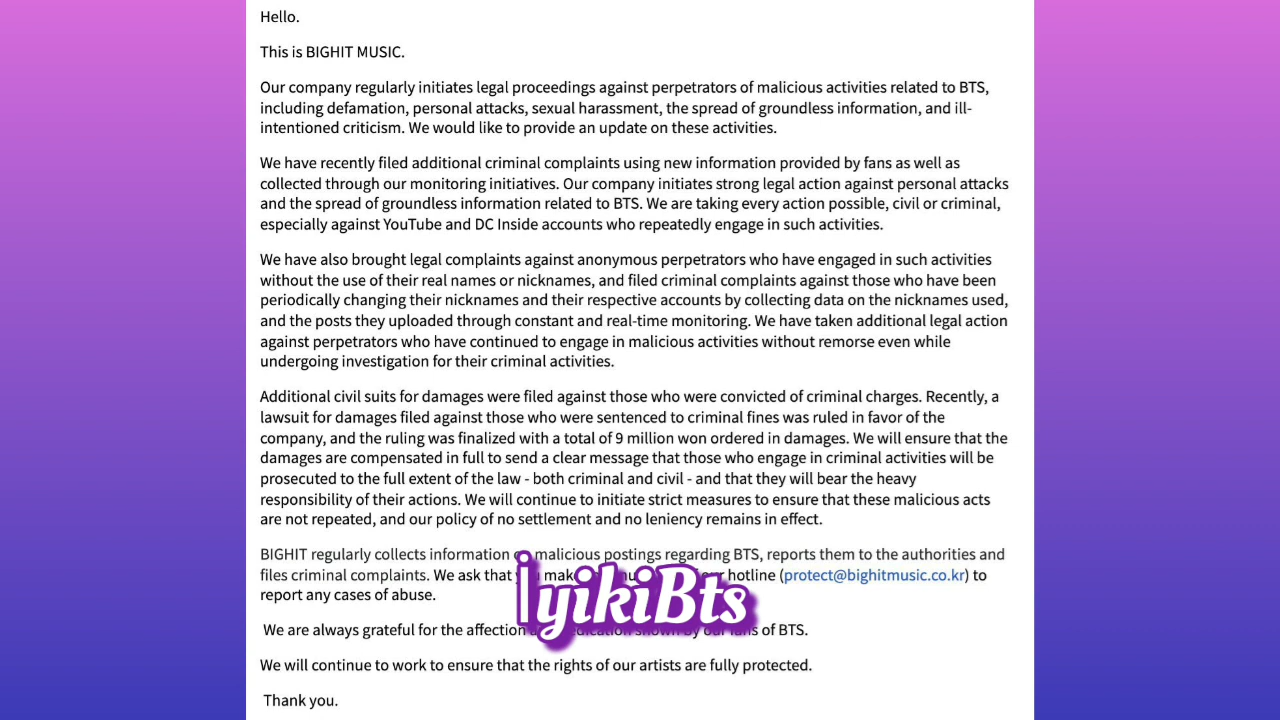 Hello.
This is BIGHIT MUSIC.
Our company regularly initiates legal proceedings against perpetrators of malicious activities related to BTS,
including defamation, personal attacks, sexual harassment, the spread of groundless information, and ill-
intentioned criticism. We would like to provide an update on these activities.
We have recently filed additional criminal complaints using new information provided by fans as well as
collected through our monitoring initiatives. Our company initiates strong legal action against personal attacks
and the spread of groundless information related to BTS. We are taking every action possible, civil or criminal,
especially against YouTube and DC Inside accounts who repeatedly engage in such activities.
We have also brought legal complaints against anonymous perpetrators who have engaged in such activities
without the use of their real names or nicknames, and filed criminal complaints against those who have been
periodically changing their nicknames and their respective accounts by collecting data on the nicknames used,
and the posts they uploaded through constant and real-time monitoring. We have taken additional legal action
against perpetrators who have continued to engage in malicious activities without remorse even while
undergoing investigation for their criminal activities.
Additional civil suits for damages were filed against those who were convicted of criminal charges. Recently, a
lawsuit for damages filed against those who were sentenced to criminal fines was ruled in favor of the
company, and the ruling was finalized with a total of 9 million won ordered in damages. We will ensure that the
damages are compensated in full to send a clear message that those who engage in criminal activities will be
prosecuted to the full extent of the law - both criminal and civil - and that they will bear the heavy
responsibility of their actions. We will continue to initiate strict measures to ensure that these malicious acts
are not repeated, and our policy of no settlement and no leniency remains in effect.
BIGHIT regularly collects information malicious postings regarding BTS, reports them to the authorities and
files criminal complaints. We ask that make hotline (protect@bighitmusic.co.kr) to
report any cases of abuse.
İyikiBts
We are always grateful for the affection shown by our fans of BTS.
We will continue to work to ensure that the rights of our artists are fully protected.
Thank you.